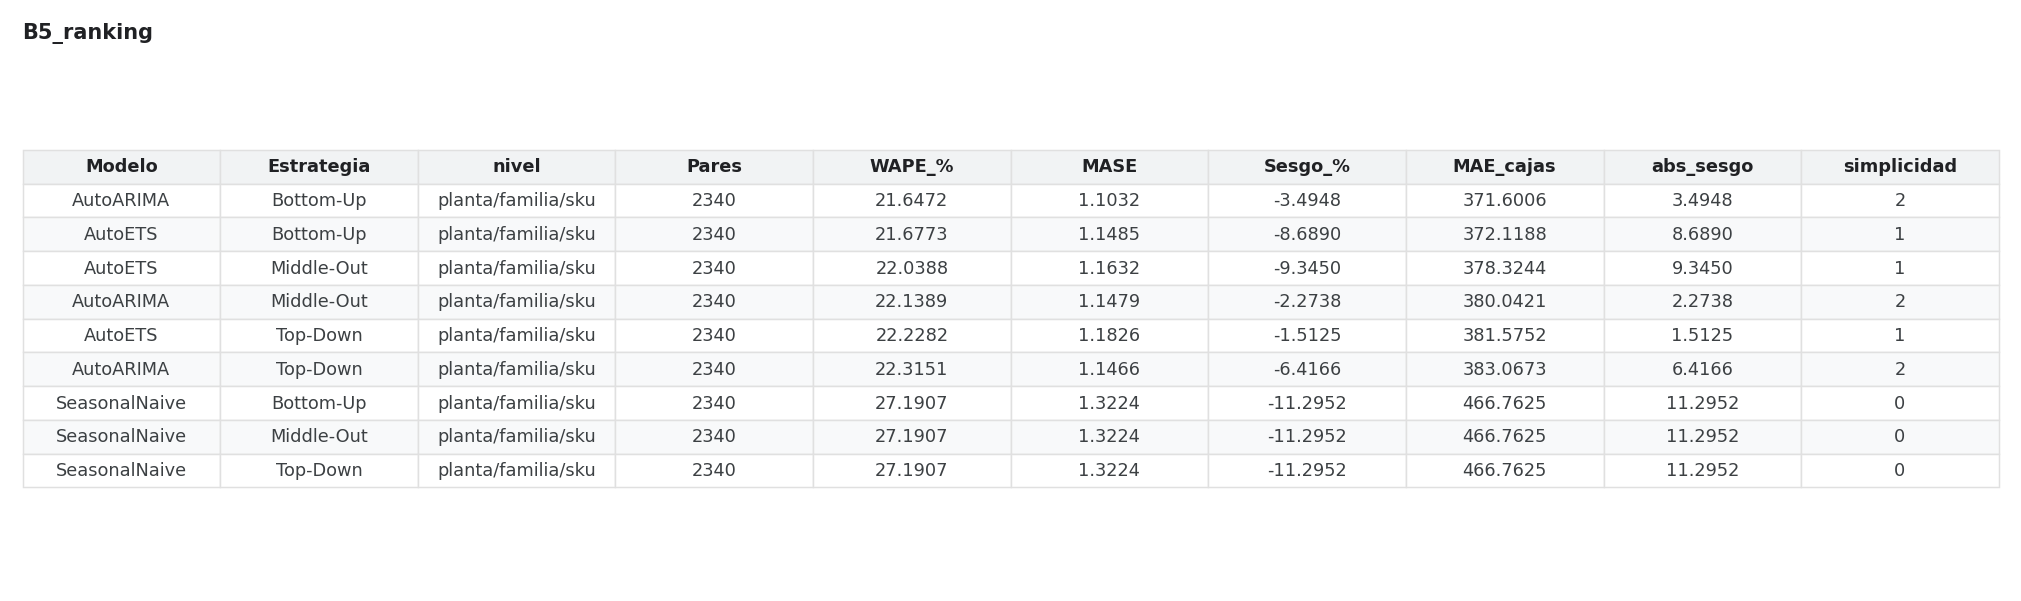 B5_ranking
Modelo Estrategia nivel Pares WAPE_% MASE Sesgo_% MAE_cajas abs_sesgo simplicidad
AutoARIMA Bottom-Up planta/familia/sku 2340 21.6472 1.1032 -3.4948 371.6006 3.4948 2
AutoETS Bottom-Up planta/familia/sku 2340 21.6773 1.1485 -8.6890 372.1188 8.6890 1
AutoETS Middle-Out planta/familia/sku 2340 22.0388 1.1632 -9.3450 378.3244 9.3450 1
AutoARIMA Middle-Out planta/familia/sku 2340 22.1389 1.1479 -2.2738 380.0421 2.2738 2
AutoETS Top-Down planta/familia/sku 2340 22.2282 1.1826 -1.5125 381.5752 1.5125 1
AutoARIMA Top-Down planta/familia/sku 2340 22.3151 1.1466 -6.4166 383.0673 6.4166 2
SeasonalNaive Bottom-Up planta/familia/sku 2340 27.1907 1.3224 -11.2952 466.7625 11.2952 0
SeasonalNaive Middle-Out planta/familia/sku 2340 27.1907 1.3224 -11.2952 466.7625 11.2952 0
SeasonalNaive Top-Down planta/familia/sku 2340 27.1907 1.3224 -11.2952 466.7625 11.2952 0